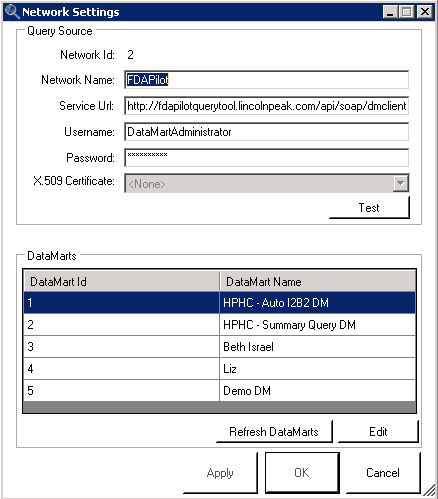 Network Settings
Query Source
Network Id: 2
Network Name: FDAPilot
Service Url: http://fdapilotquerytool.lincolnpeak.com/api/soap/dmclient
Username: DataMartAdministrator
Password: **********
X.509 Certificate: <None>
Test
DataMarts
DataMart Id DataMart Name
1 HPHC - Auto I2B2 DM
2 HPHC - Summary Query DM
3 Beth Israel
4 Liz
5 Demo DM
Refresh DataMarts Edit
Apply OK Cancel